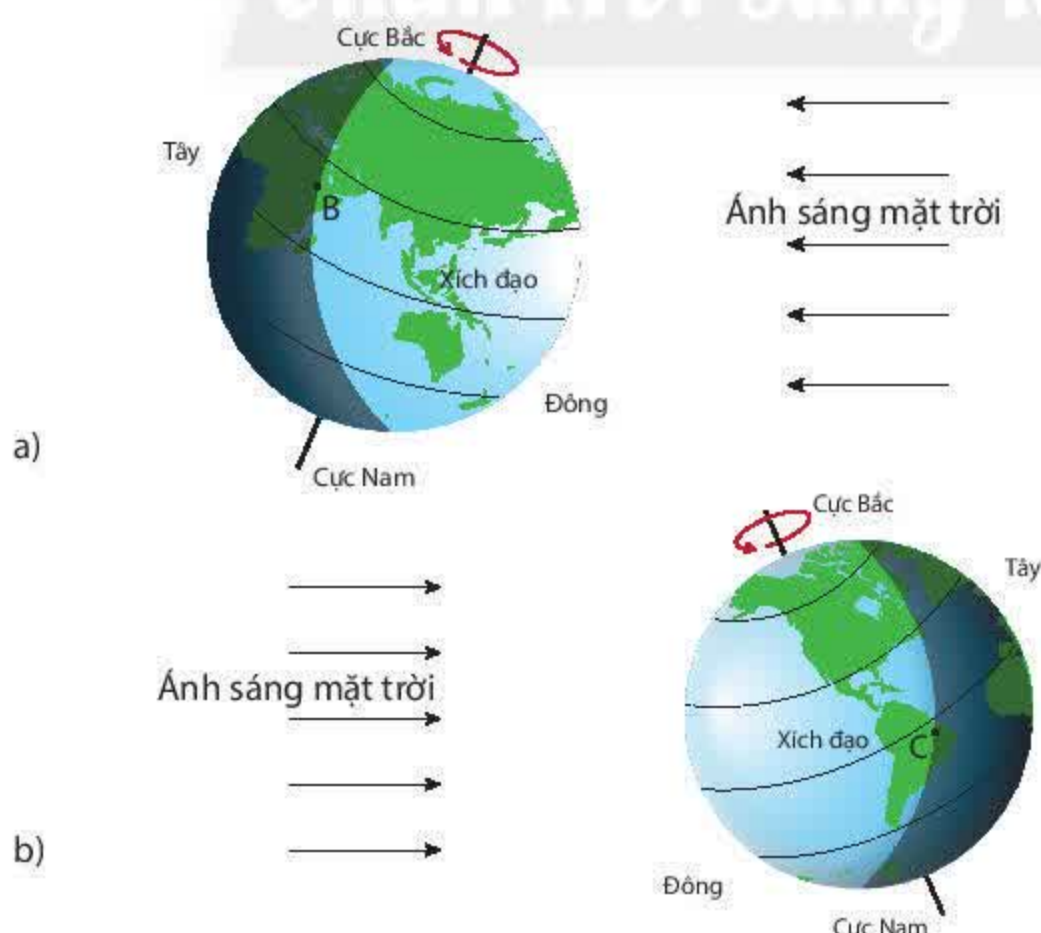 Cực Bắc
Tây
B
Ánh sáng mặt trời
Xích đạo
Đông
a)
Cực Nam
Cực Bắc
Tây
Ánh sáng mặt trời
Xích đạo
C
b)
Đông
Cực Nam